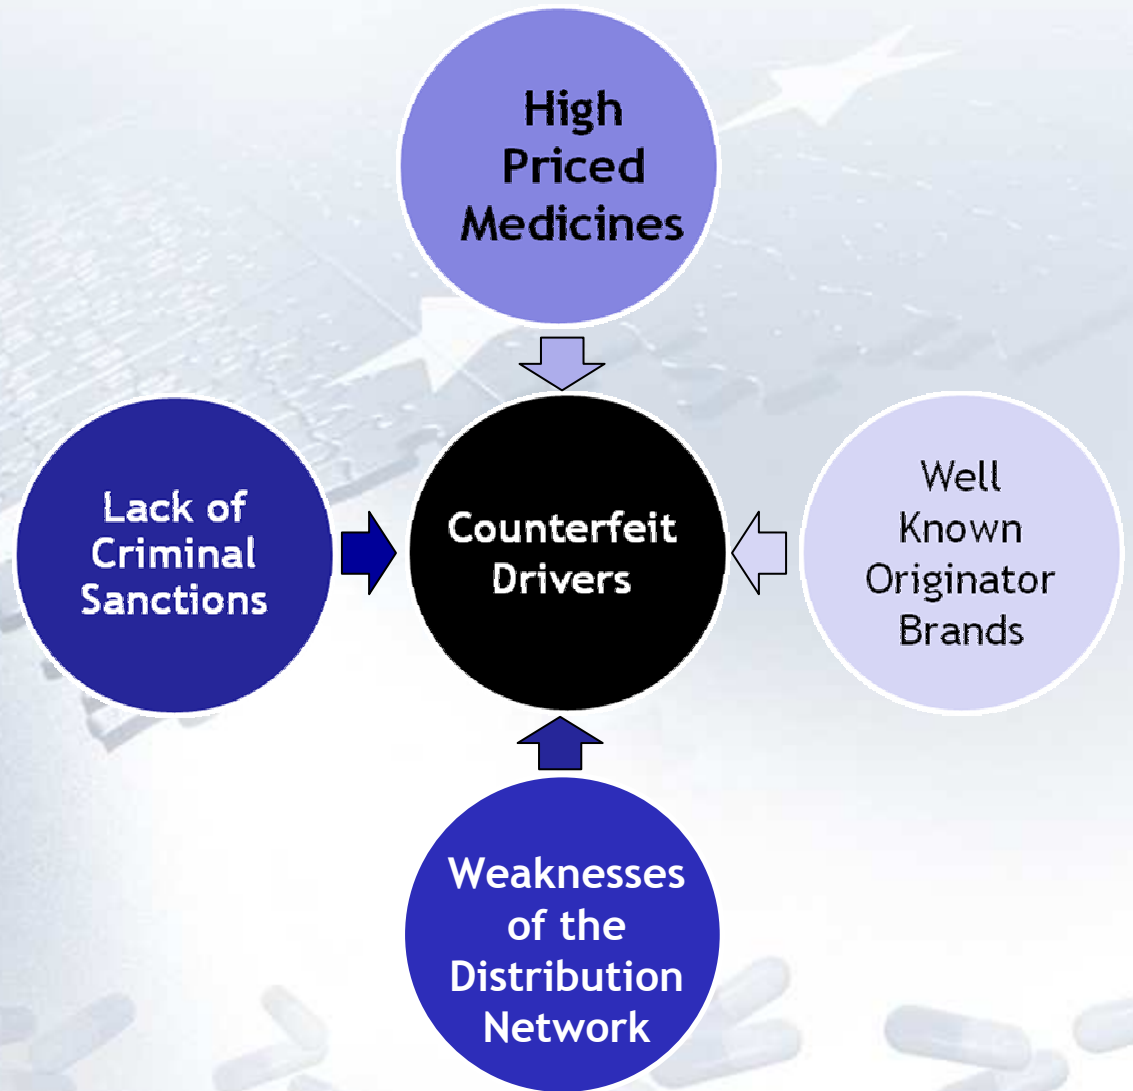 High
Priced
Medicines
Lack of
Criminal
Sanctions
Counterfeit
Drivers
Well
Known
Originator
Brands
Weaknesses
of the
Distribution
Network